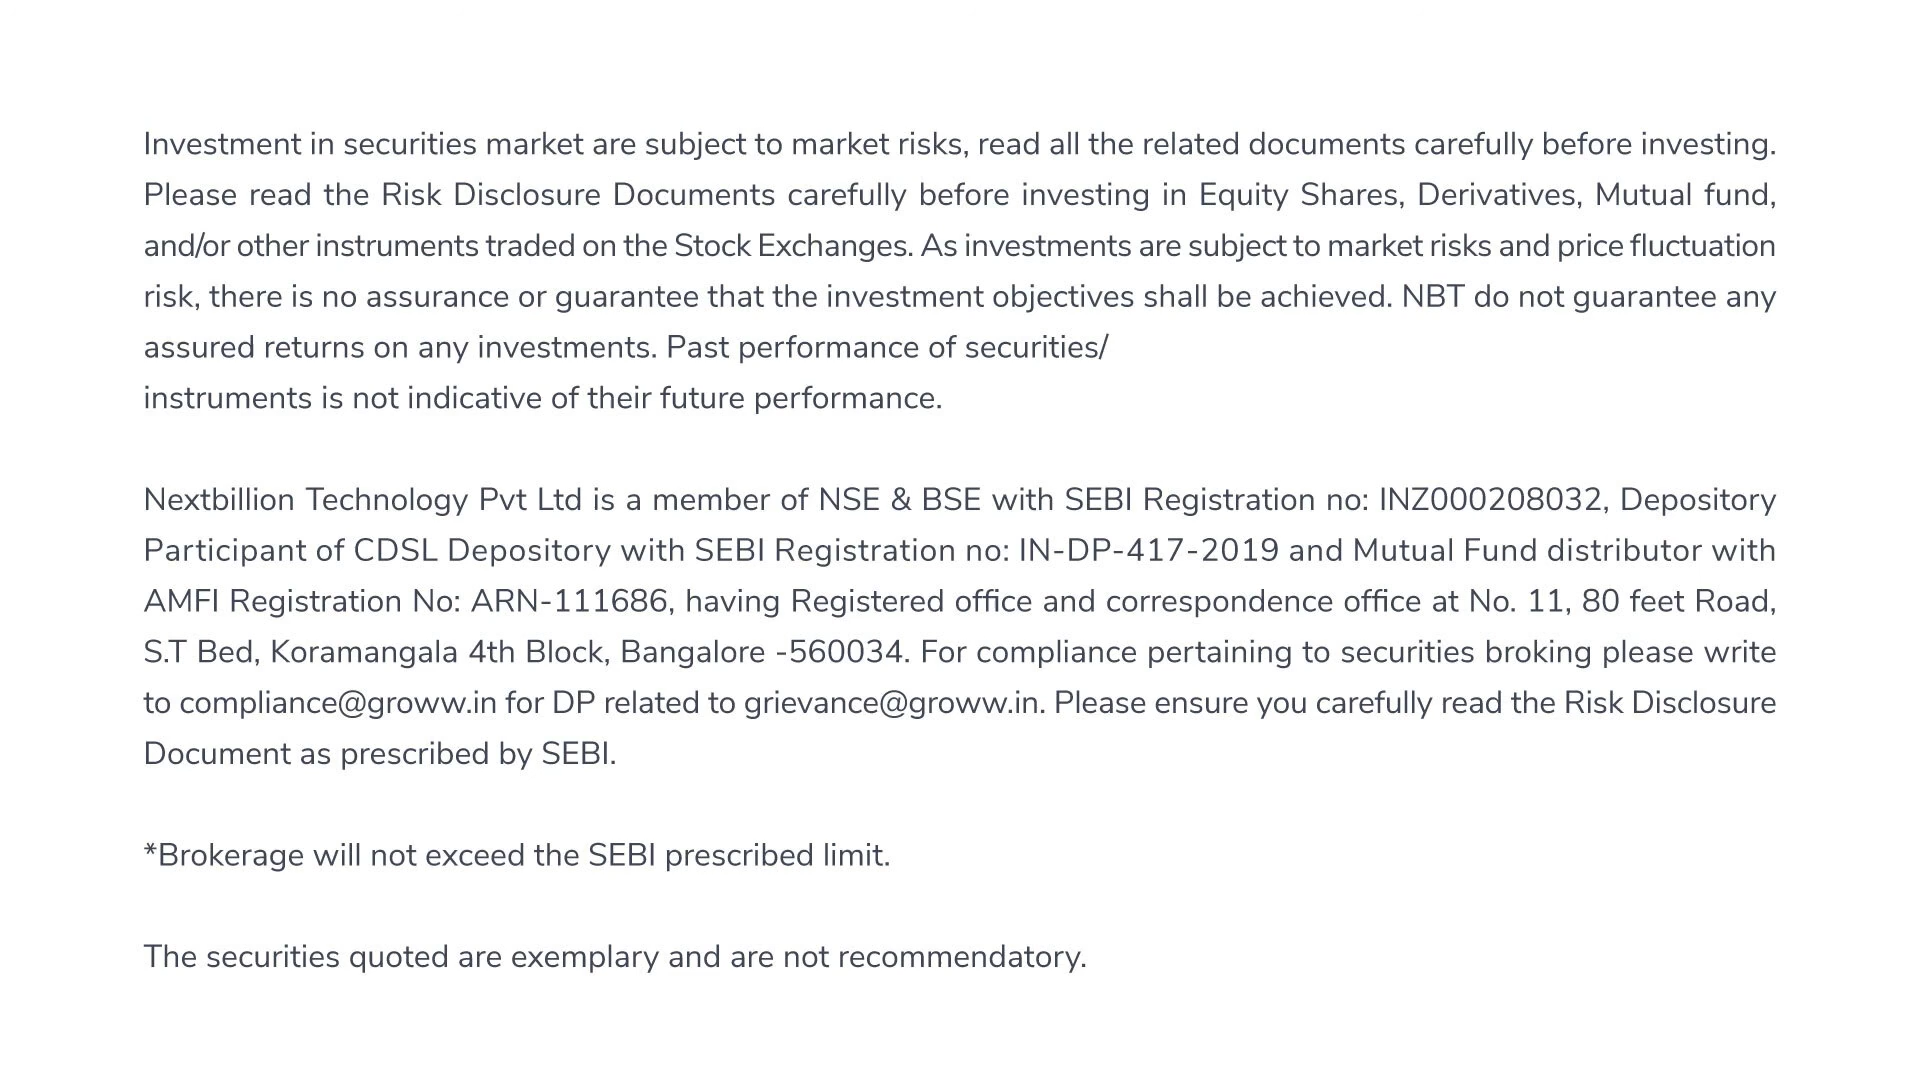 Investment in securities market are subject to market risks, read all the related documents carefully before investing.
Please read the Risk Disclosure Documents carefully before investing in Equity Shares, Derivatives, Mutual fund,
and/or other instruments traded on the Stock Exchanges. As investments are subject to market risks and price fluctuation
risk, there is no assurance or guarantee that the investment objectives shall be achieved. NBT do not guarantee any
assured returns on any investments. Past performance of securities/
instruments is not indicative of their future performance.
Nextbillion Technology Pvt Ltd is a member of NSE & BSE with SEBI Registration no: INZ000208032, Depository
Participant of CDSL Depository with SEBI Registration no: IN-DP-417-2019 and Mutual Fund distributor with
AMFI Registration No: ARN-111686, having Registered office and correspondence office at No. 11, 80 feet Road,
S.T Bed, Koramangala 4th Block, Bangalore -560034. For compliance pertaining to securities broking please write
to compliance@groww.in for DP related to grievance@groww.in. Please ensure you carefully read the Risk Disclosure
Document as prescribed by SEBI.
*Brokerage will not exceed the SEBI prescribed limit.
The securities quoted are exemplary and are not recommendatory.